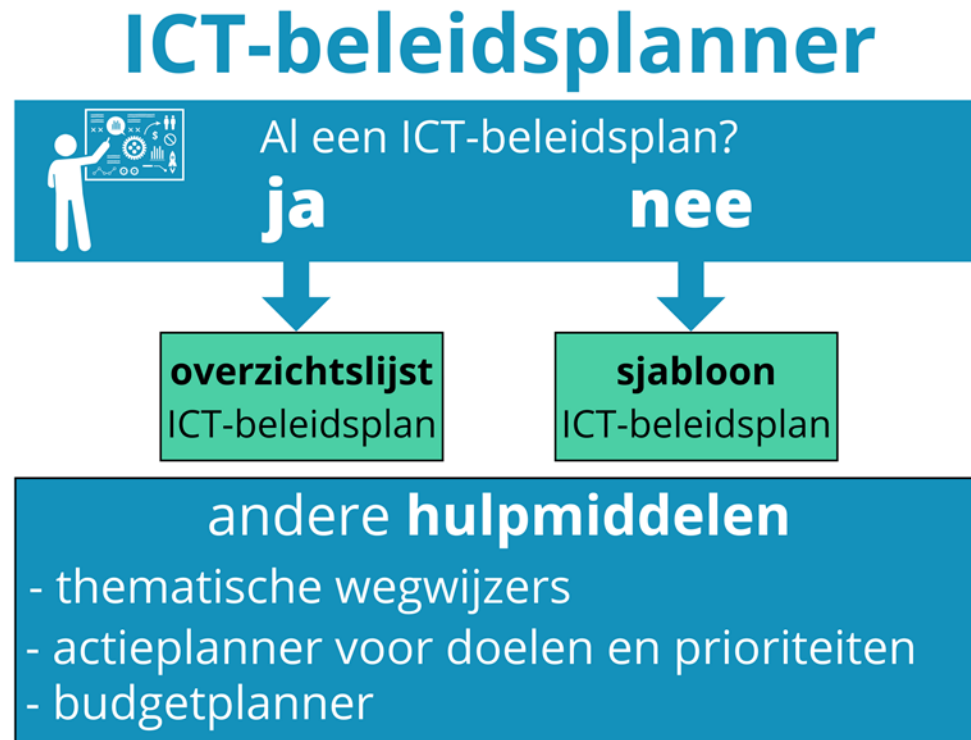 ICT-beleidsplanner
Al een ICT-beleidsplan?
ja
nee
overzichtslijst
ICT-beleidsplan
sjabloon
ICT-beleidsplan
andere hulpmiddelen
- thematische wegwijzers
- actieplanner voor doelen en prioriteiten
- budgetplanner